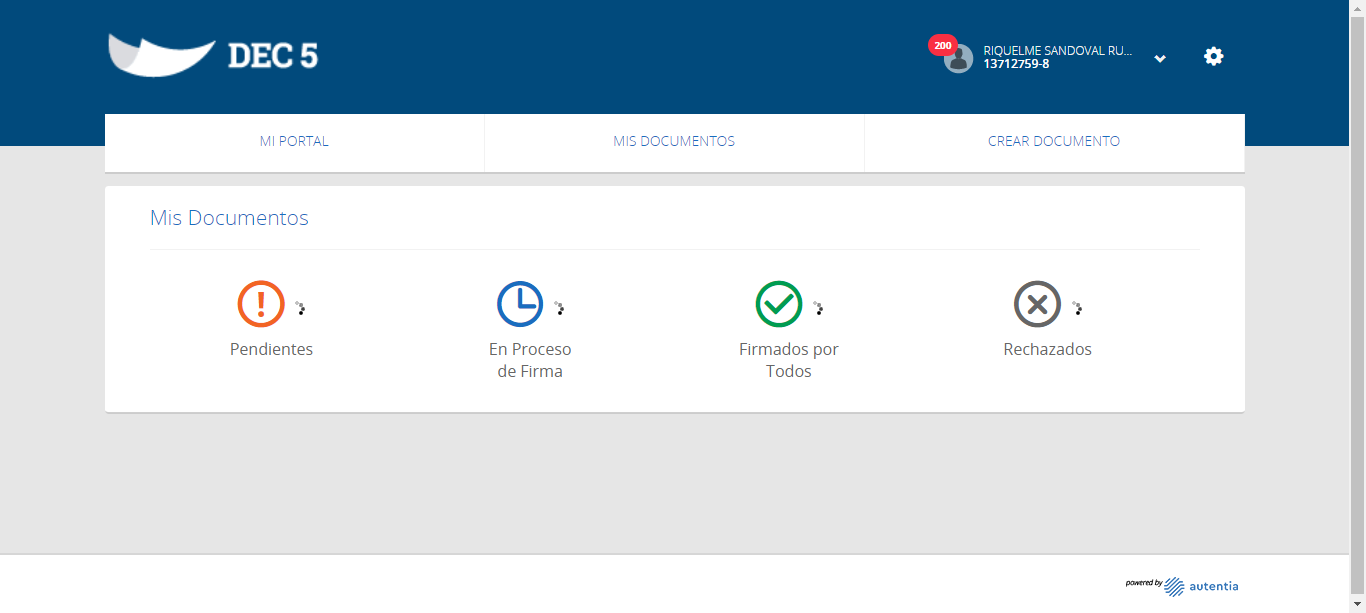 DEC 5
200
RIQUELME SANDOVAL RU...
13712759-8
MI PORTAL
MIS DOCUMENTOS
CREAR DOCUMENTO
Mis Documentos
Pendientes
En Proceso
de Firma
Firmados por
Todos
Rechazados
powered by autentia